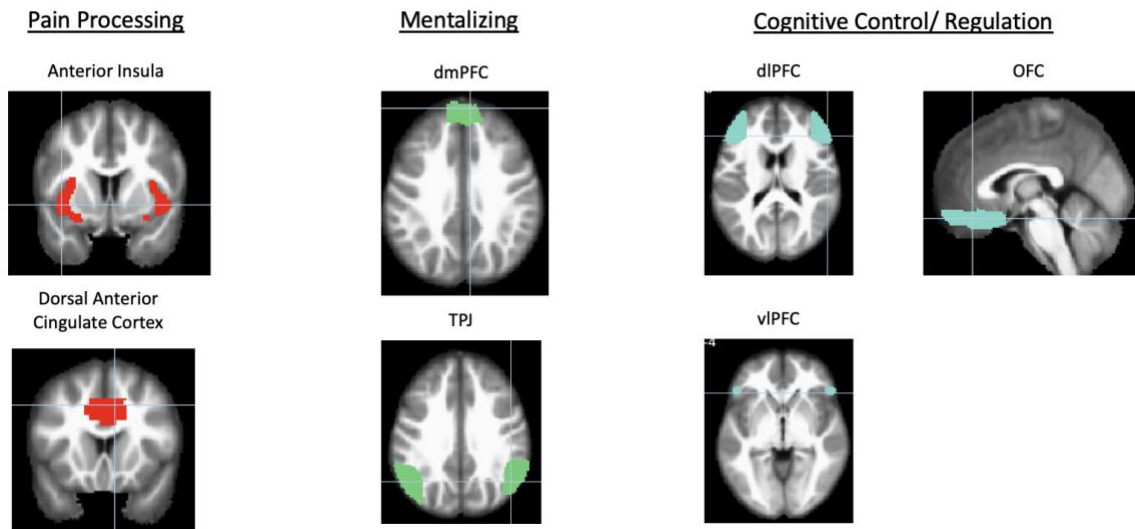 Pain Processing
Mentalizing
Cognitive Control/ Regulation
Anterior Insula
dmPFC
dlPFC
OFC
Dorsal Anterior
Cingulate Cortex
TPJ
vlPFC
-4